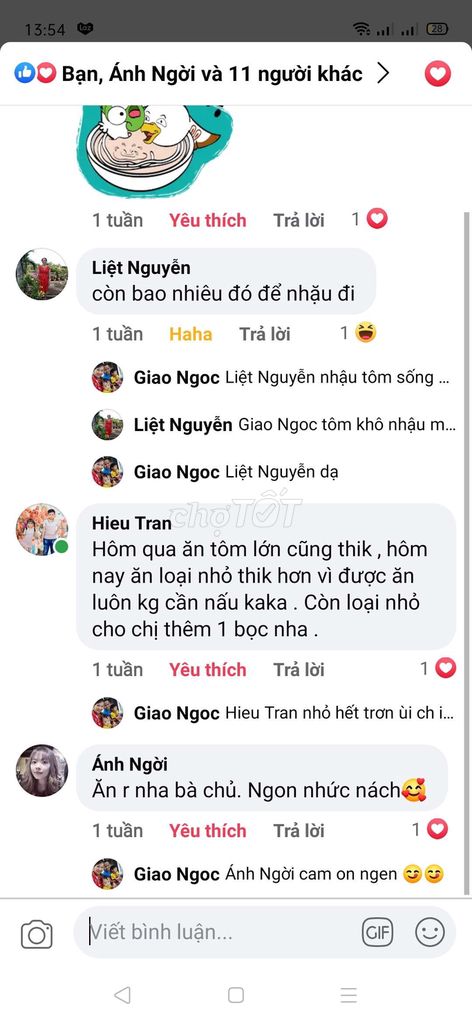 13:54
28
Bạn, Ánh Ngời và 11 người khác
1 tuần Yêu thích Trả lời 1
Liệt Nguyễn
còn bao nhiêu đó để nhậu đi
1 tuần Haha Trả lời 1
Giao Ngoc Liệt Nguyễn nhậu tôm sống ...
Liệt Nguyễn Giao Ngoc tôm khô nhậu m...
Giao Ngoc Liệt Nguyễn dạ
chợTỐT
Hieu Tran
Hôm qua ăn tôm lớn cũng thik , hôm
nay ăn loại nhỏ thik hơn vì được ăn
luôn kg cần nấu kaka . Còn loại nhỏ
cho chị thêm 1 bọc nha .
1 tuần Yêu thích Trả lời 1
Giao Ngoc Hieu Tran nhỏ hết trơn ùi ch i...
Ánh Ngời
Ăn r nha bà chủ. Ngon nhức nách🥰
1 tuần Yêu thích Trả lời 1
Giao Ngoc Ánh Ngời cam on ngen 😊😊
Viết bình luận...
GIF